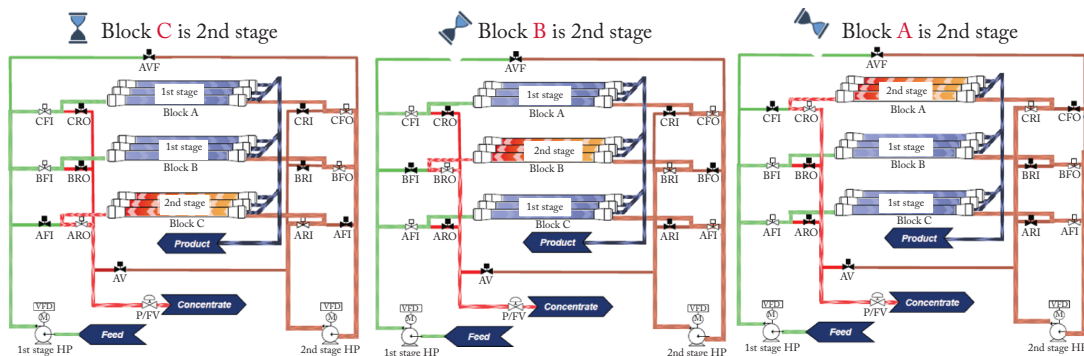 Block C is 2nd stage
AVF
1st stage
Block A
CFI
CRO
CRI
CFO
1st stage
Block B
BFI
BRO
BRI
BFO
2nd stage
Block C
AFI
ARO
ARI
AFI
Product
AV
P/FV
Concentrate
VFD
M
1st stage HP
Feed
VFD
M
2nd stage HP
Block B is 2nd stage
AVF
1st stage
Block A
CFI
CRO
CRI
CFO
2nd stage
Block B
BFI
BRO
BRI
BFO
1st stage
Block C
AFI
ARO
ARI
AFI
Product
AV
P/FV
Concentrate
VFD
M
1st stage HP
Feed
VFD
M
2nd stage HP
Block A is 2nd stage
AVF
2nd stage
Block A
CFI
CRO
CRI
CFO
1st stage
Block B
BFI
BRO
BRI
BFO
1st stage
Block C
AFI
ARO
ARI
AFI
Product
AV
P/FV
Concentrate
VFD
M
1st stage HP
Feed
VFD
M
2nd stage HP